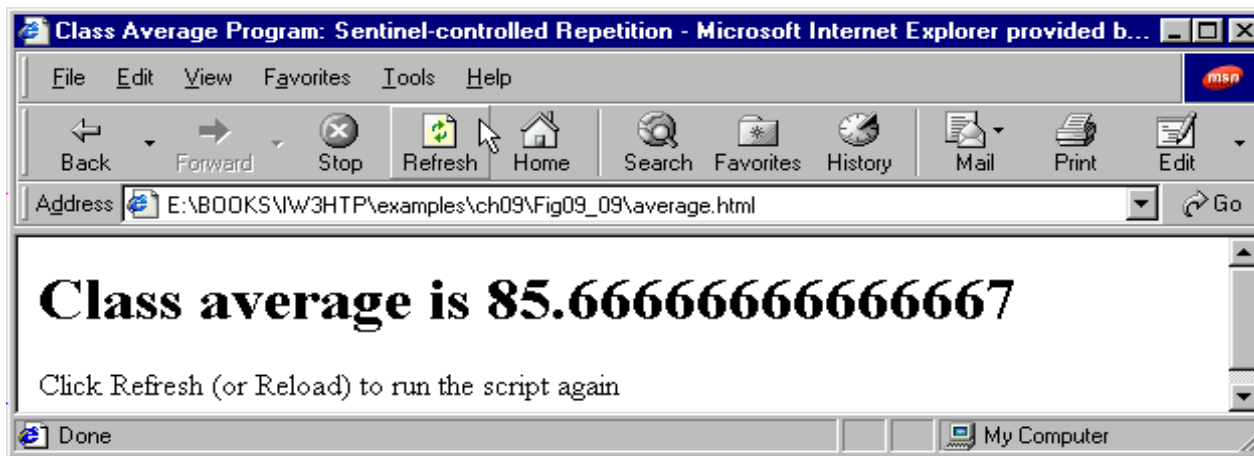 Class Average Program: Sentinel-controlled Repetition - Microsoft Internet Explorer provided b...
File Edit View Favorites Tools Help
msn
Back Forward Stop Refresh Home Search Favorites History Mail Print Edit
Address E:\BOOKS\IW3HTP\examples\ch09\Fig09_09\average.html Go
Class average is 85.66666666666667
Click Refresh (or Reload) to run the script again
Done My Computer